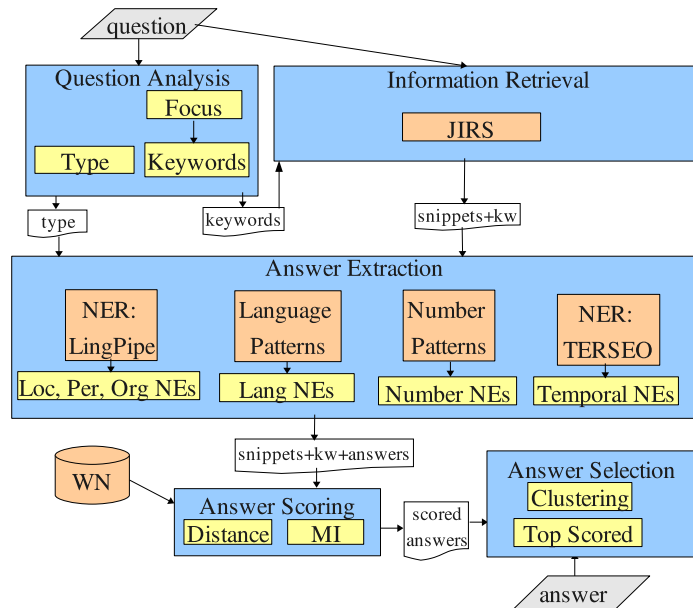 question
Question Analysis
Focus
Type
Keywords
Information Retrieval
JIRS
type
keywords
snippets+kw
Answer Extraction
NER:
LingPipe
Language
Patterns
Number
Patterns
NER:
TERSEO
Loc, Per, Org NEs
Lang NEs
Number NEs
Temporal NEs
snippets+kw+answers
WN
Answer Scoring
Distance
MI
scored
answers
Answer Selection
Clustering
Top Scored
answer